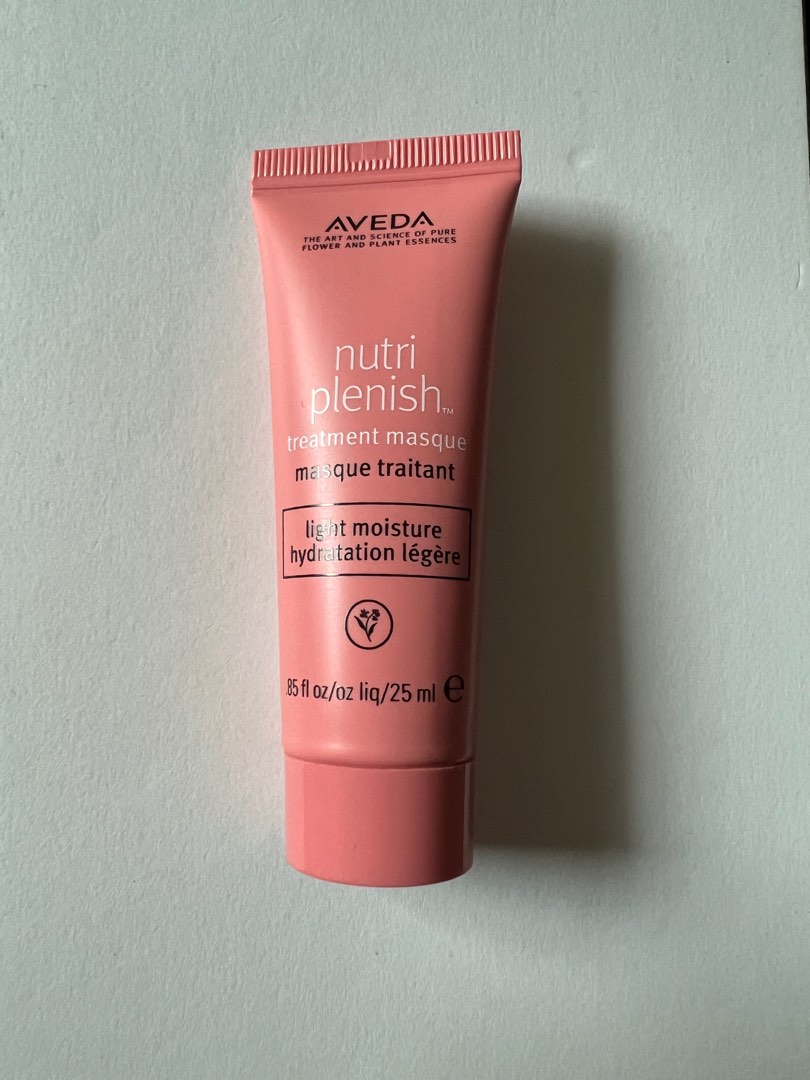 AVEDA
THE ART AND SCIENCE OF PURE
FLOWER AND PLANT ESSENCES
nutri
plenish™
treatment masque
masque traitant
light moisture
hydratation légère
.85 fl oz/oz liq/25 ml ℮